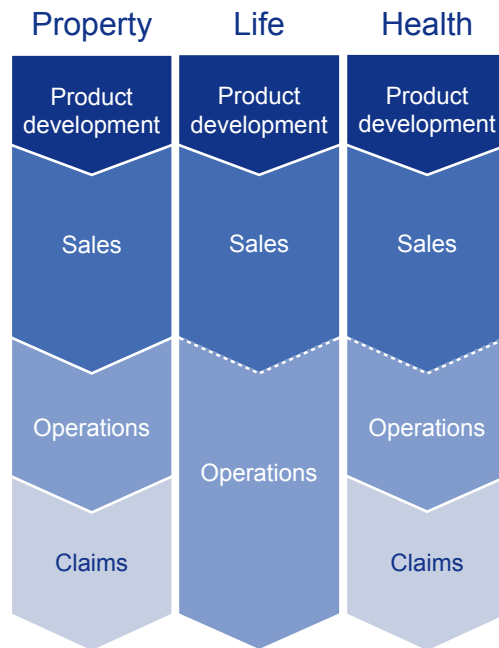 Property
Life
Health
Product
development
Product
development
Product
development
Sales
Sales
Sales
Operations
Operations
Operations
Claims
Claims